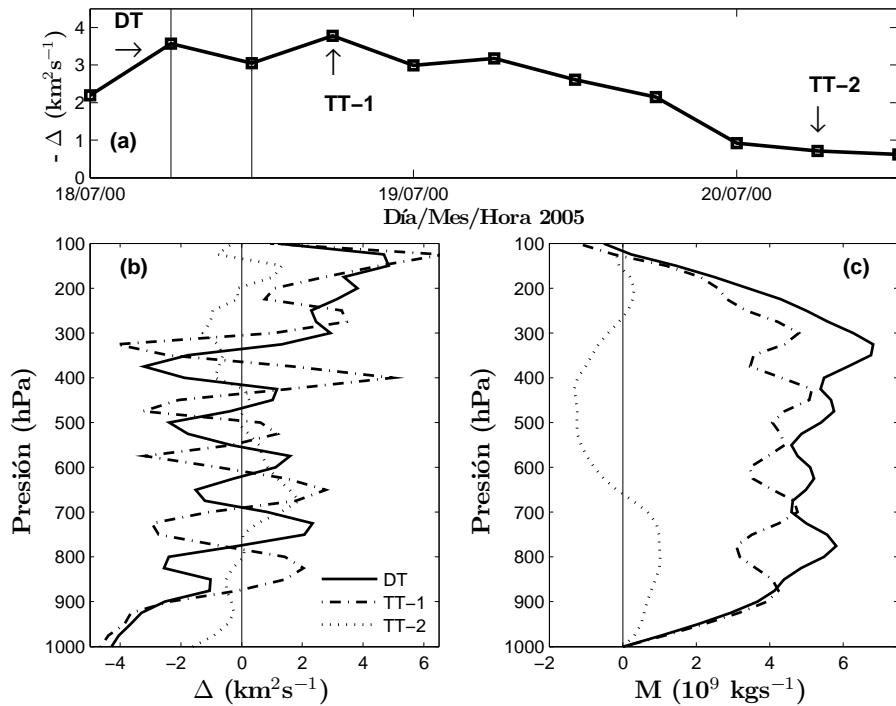 4
3
2
1
0
- Δ (km²s⁻¹)
DT
TT−1
TT−2
(a)
18/07/00
19/07/00
20/07/00
Día/Mes/Hora 2005
100
200
300
400
500
600
700
800
900
1000
Presión (hPa)
(b)
DT
TT−1
TT−2
−4
−2
0
2
4
6
Δ (km²s⁻¹)
100
200
300
400
500
600
700
800
900
1000
Presión (hPa)
(c)
−2
0
2
4
6
M (10⁹ kgs⁻¹)